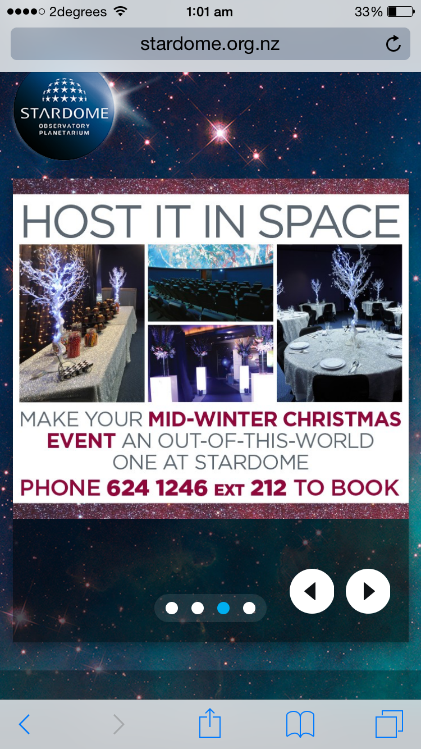 2degrees 1:01 am 33%
stardome.org.nz
STARDOME
OBSERVATORY
PLANETARIUM
HOST IT IN SPACE
MAKE YOUR MID-WINTER CHRISTMAS
EVENT AN OUT-OF-THIS-WORLD
ONE AT STARDOME
PHONE 624 1246 EXT 212 TO BOOK